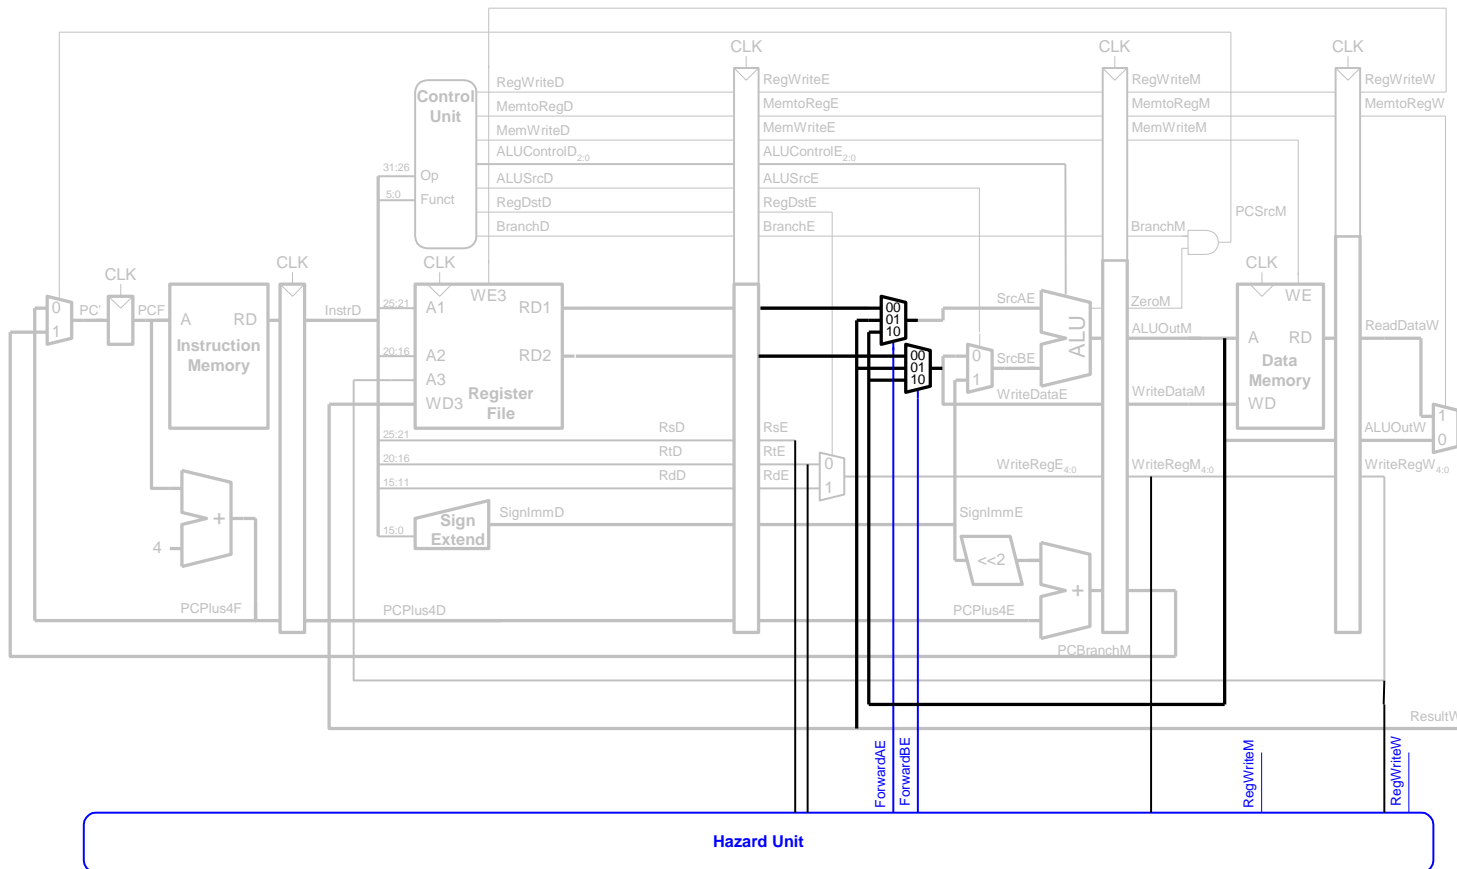 CLK
CLK
CLK
Control
Unit
RegWriteD
MemtoRegD
MemWriteD
ALUControlD2:0
ALUSrcD
RegDstD
BranchD
31:26
Op
5:0
Funct
RegWriteE
MemtoRegE
MemWriteE
ALUControlE2:0
ALUSrcE
RegDstE
BranchE
RegWriteM
MemtoRegM
MemWriteM
BranchM
PCSrcM
RegWriteW
MemtoRegW
CLK
CLK
CLK
CLK
0
1
PC'
PCF
A
RD
Instruction
Memory
InstrD
25:21
A1
WE3
RD1
20:16
A2
RD2
A3
WD3
Register
File
00
01
10
00
01
10
SrcAE
0
1
SrcBE
ALU
ZeroM
ALUOutM
WriteDataE
WriteDataM
WE
A
RD
Data
Memory
WD
ReadDataW
1
0
ALUOutW
25:21
RsD
RsE
20:16
RtD
RtE
15:11
RdD
RdE
0
1
WriteRegE4:0
WriteRegM4:0
WriteRegW4:0
15:0
Sign
Extend
SignImmD
SignImmE
+
4
<<2
+
PCPlus4F
PCPlus4D
PCPlus4E
PCBranchM
ResultW
ForwardAE
ForwardBE
RegWriteM
RegWriteW
Hazard Unit